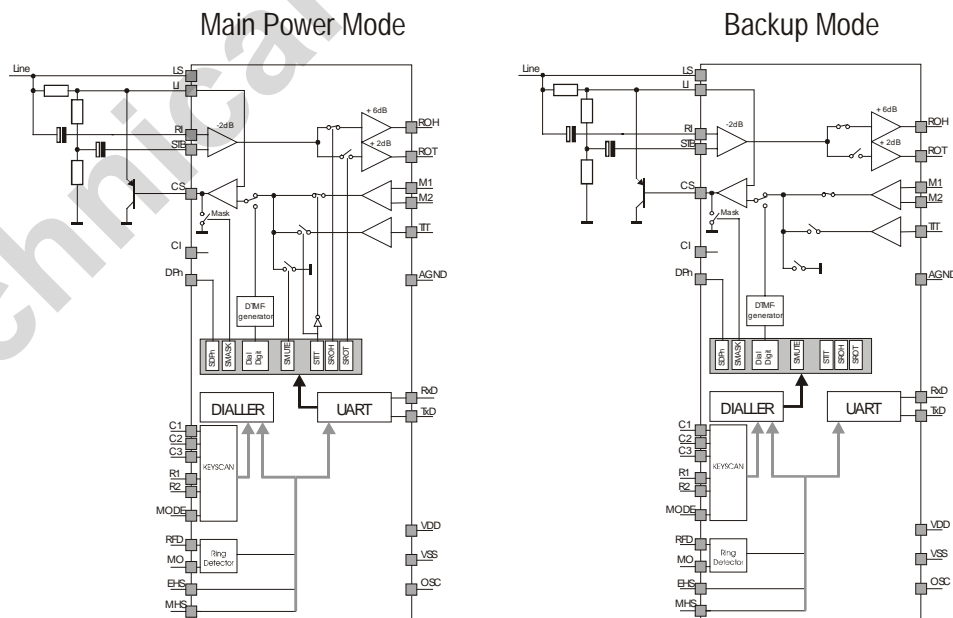 Main Power Mode
Line
LS
LI
RI
STB
CS
CI
DPn
-2dB
+ 6dB
+ 2dB
ROH
ROT
M1
M2
TIT
AGND
Mask
DTMF-
generator
SDPn
SMASK
Dial
Digit
SMUTE
STIT
SROH
SROT
DIALLER
UART
RxD
TxD
C1
C2
C3
R1
R2
MODE
KEYSCAN
RFD
MO
Ring
Detector
EHS
MHS
VDD
VSS
OSC
Backup Mode
Line
LS
LI
RI
STB
CS
CI
DPn
-2dB
+ 6dB
+ 2dB
ROH
ROT
M1
M2
TIT
AGND
Mask
DTMF-
generator
SDPn
SMASK
Dial
Digit
SMUTE
STIT
SROH
SROT
DIALLER
UART
RxD
TxD
C1
C2
C3
R1
R2
MODE
KEYSCAN
RFD
MO
Ring
Detector
EHS
MHS
VDD
VSS
OSC